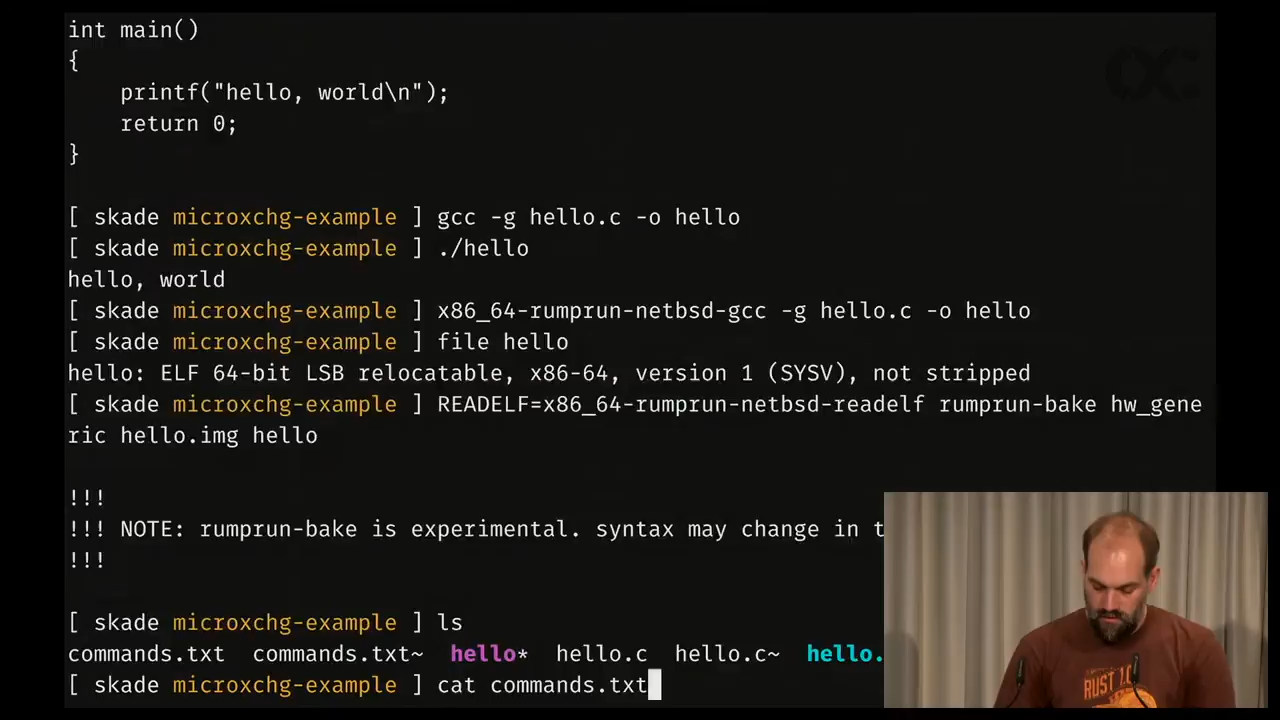 int main()
{
    printf("hello, world\n");
    return 0;
}
[ skade microxchg-example ] gcc -g hello.c -o hello
[ skade microxchg-example ] ./hello
hello, world
[ skade microxchg-example ] x86_64-rumprun-netbsd-gcc -g hello.c -o hello
[ skade microxchg-example ] file hello
hello: ELF 64-bit LSB relocatable, x86-64, version 1 (SYSV), not stripped
[ skade microxchg-example ] READELF=x86_64-rumprun-netbsd-readelf rumprun-bake hw_gene
ric hello.img hello
!!!
!!! NOTE: rumprun-bake is experimental. syntax may change in t
!!!
[ skade microxchg-example ] ls
commands.txt  commands.txt~  hello*  hello.c  hello.c~  hello.
[ skade microxchg-example ] cat commands.txt
RUST 1.0